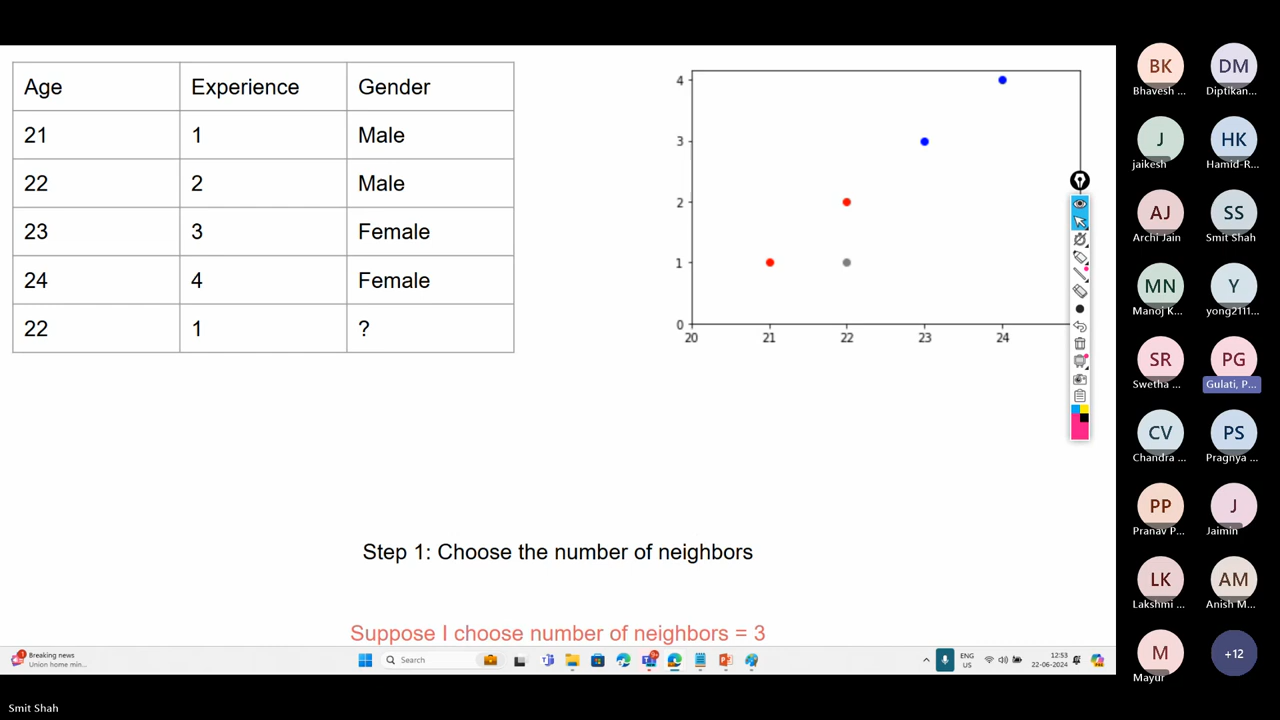 Age Experience Gender
21 1 Male
22 2 Male
23 3 Female
24 4 Female
22 1 ?
4
3
2
1
0
20 21 22 23 24
Step 1: Choose the number of neighbors
Suppose I choose number of neighbors = 3
BK DM
Bhavesh ... Diptikan...
J HK
jaikesh Hamid-R...
AJ SS
Archi Jain Smit Shah
MN Y
Manoj K... yong2111...
SR PG
Swetha ... Gulati, P...
CV PS
Chandra ... Pragnya ...
PP J
Pranav P... Jaimin
LK AM
Lakshmi ... Anish M...
M +12
Mayur
Breaking news
Union home min...
Search
ENG
US
12:53
22-06-2024
Smit Shah